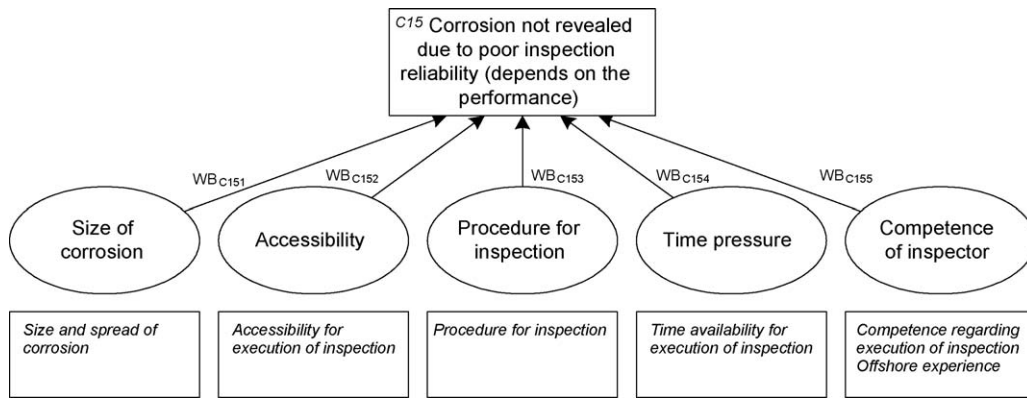 C15 Corrosion not revealed
due to poor inspection
reliability (depends on the
performance)
WBC151
WBC152
WBC153
WBC154
WBC155
Size of
corrosion
Accessibility
Procedure for
inspection
Time pressure
Competence
of inspector
Size and spread of
corrosion
Accessibility for
execution of inspection
Procedure for inspection
Time availability for
execution of inspection
Competence regarding
execution of inspection
Offshore experience